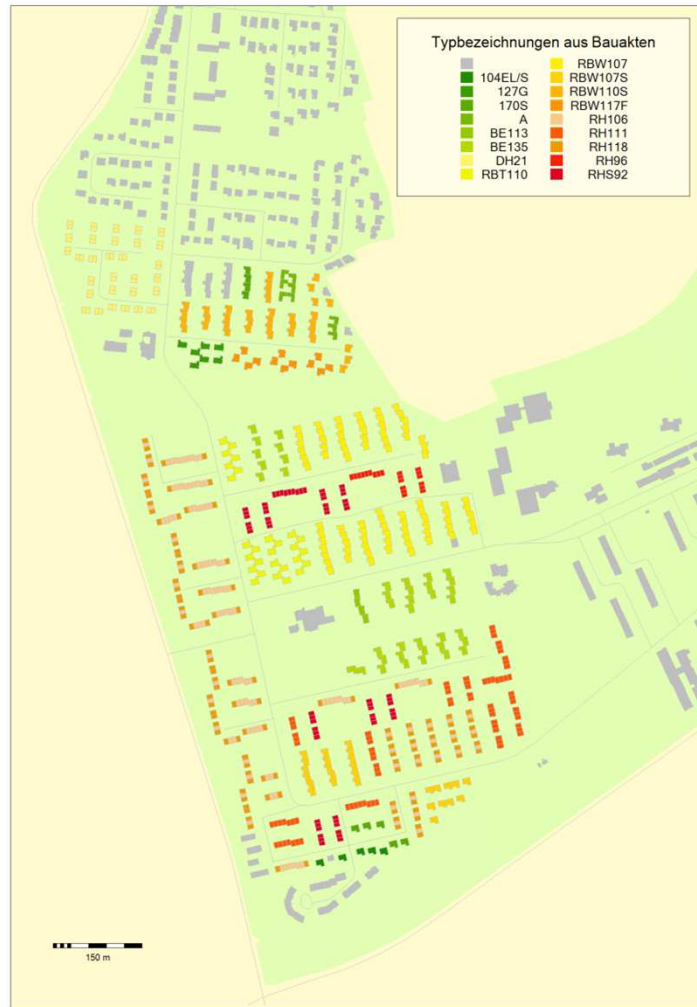 Typbezeichnungen aus Bauakten
104EL/S
127G
170S
A
BE113
BE135
DH21
RBT110
RBW107
RBW107S
RBW110S
RBW117F
RH106
RH111
RH118
RH96
RHS92
150 m